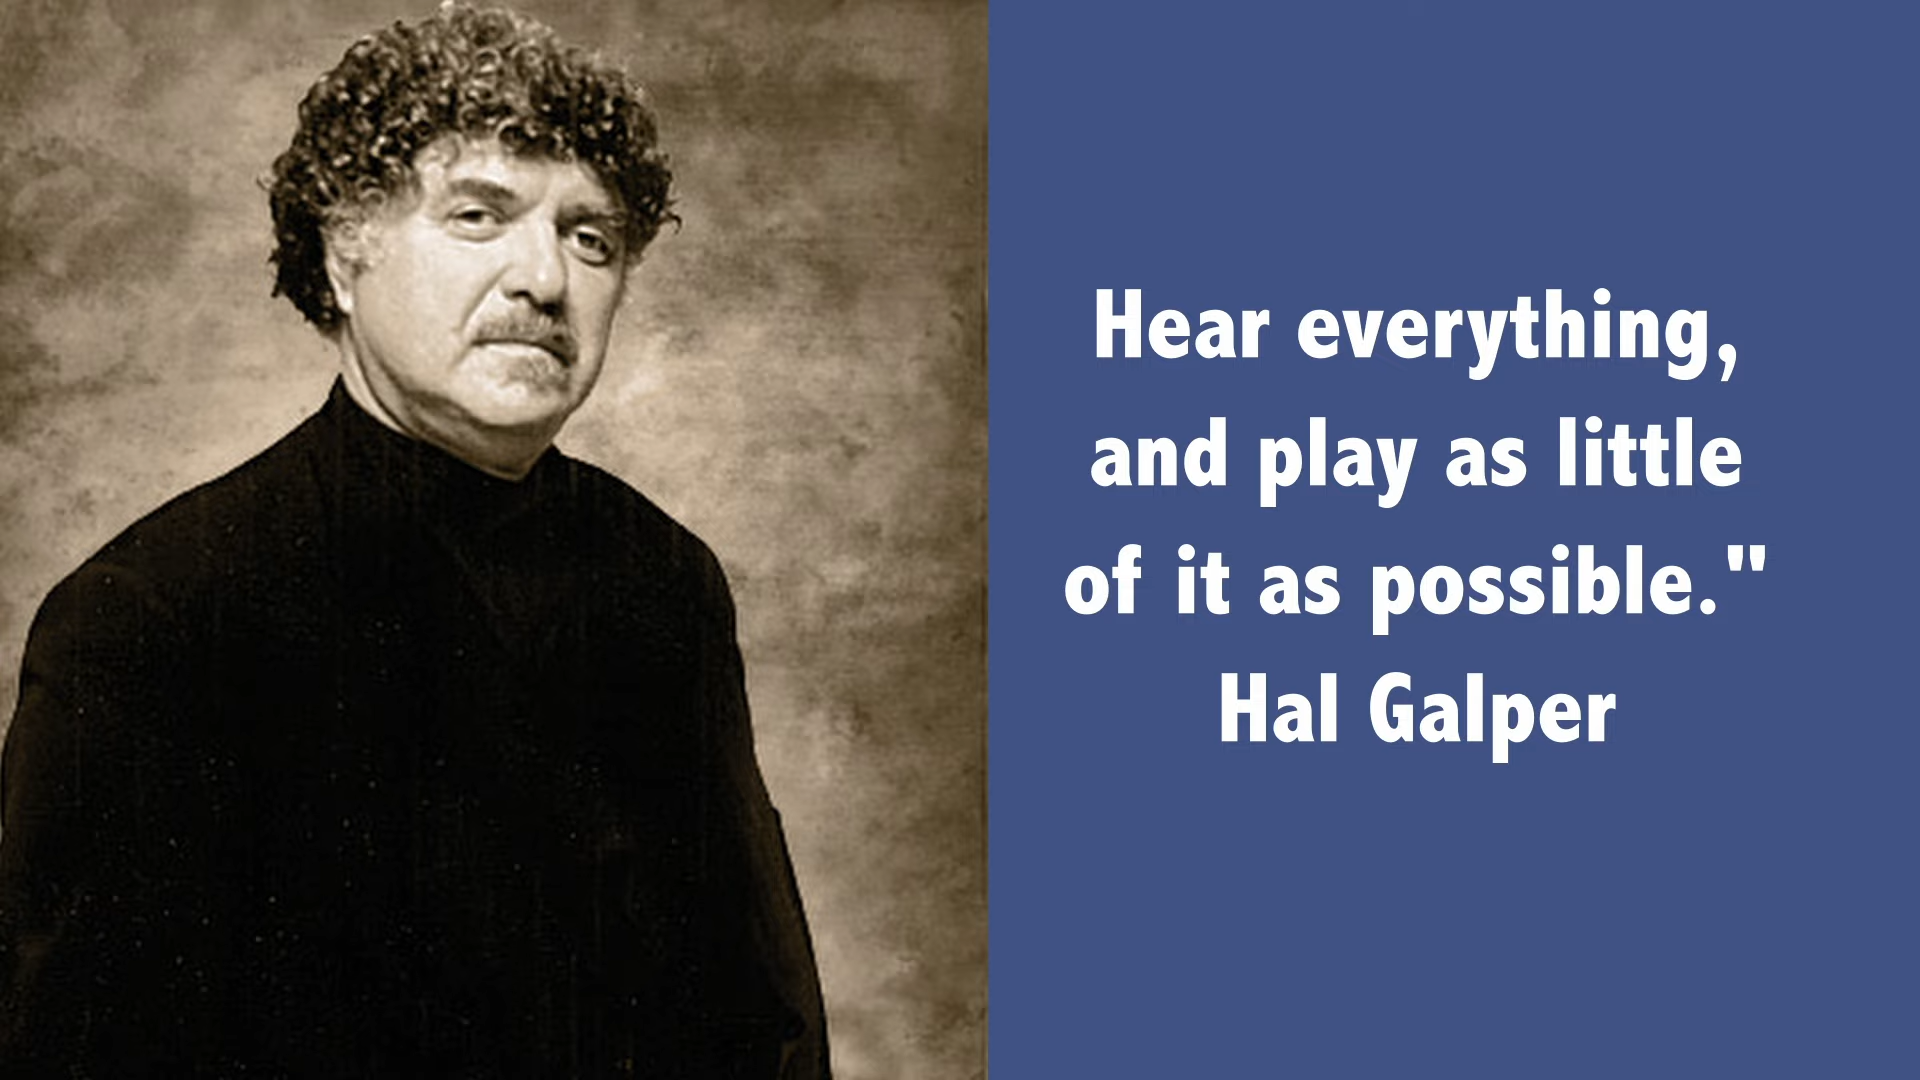 Hear everything,
and play as little
of it as possible."
Hal Galper